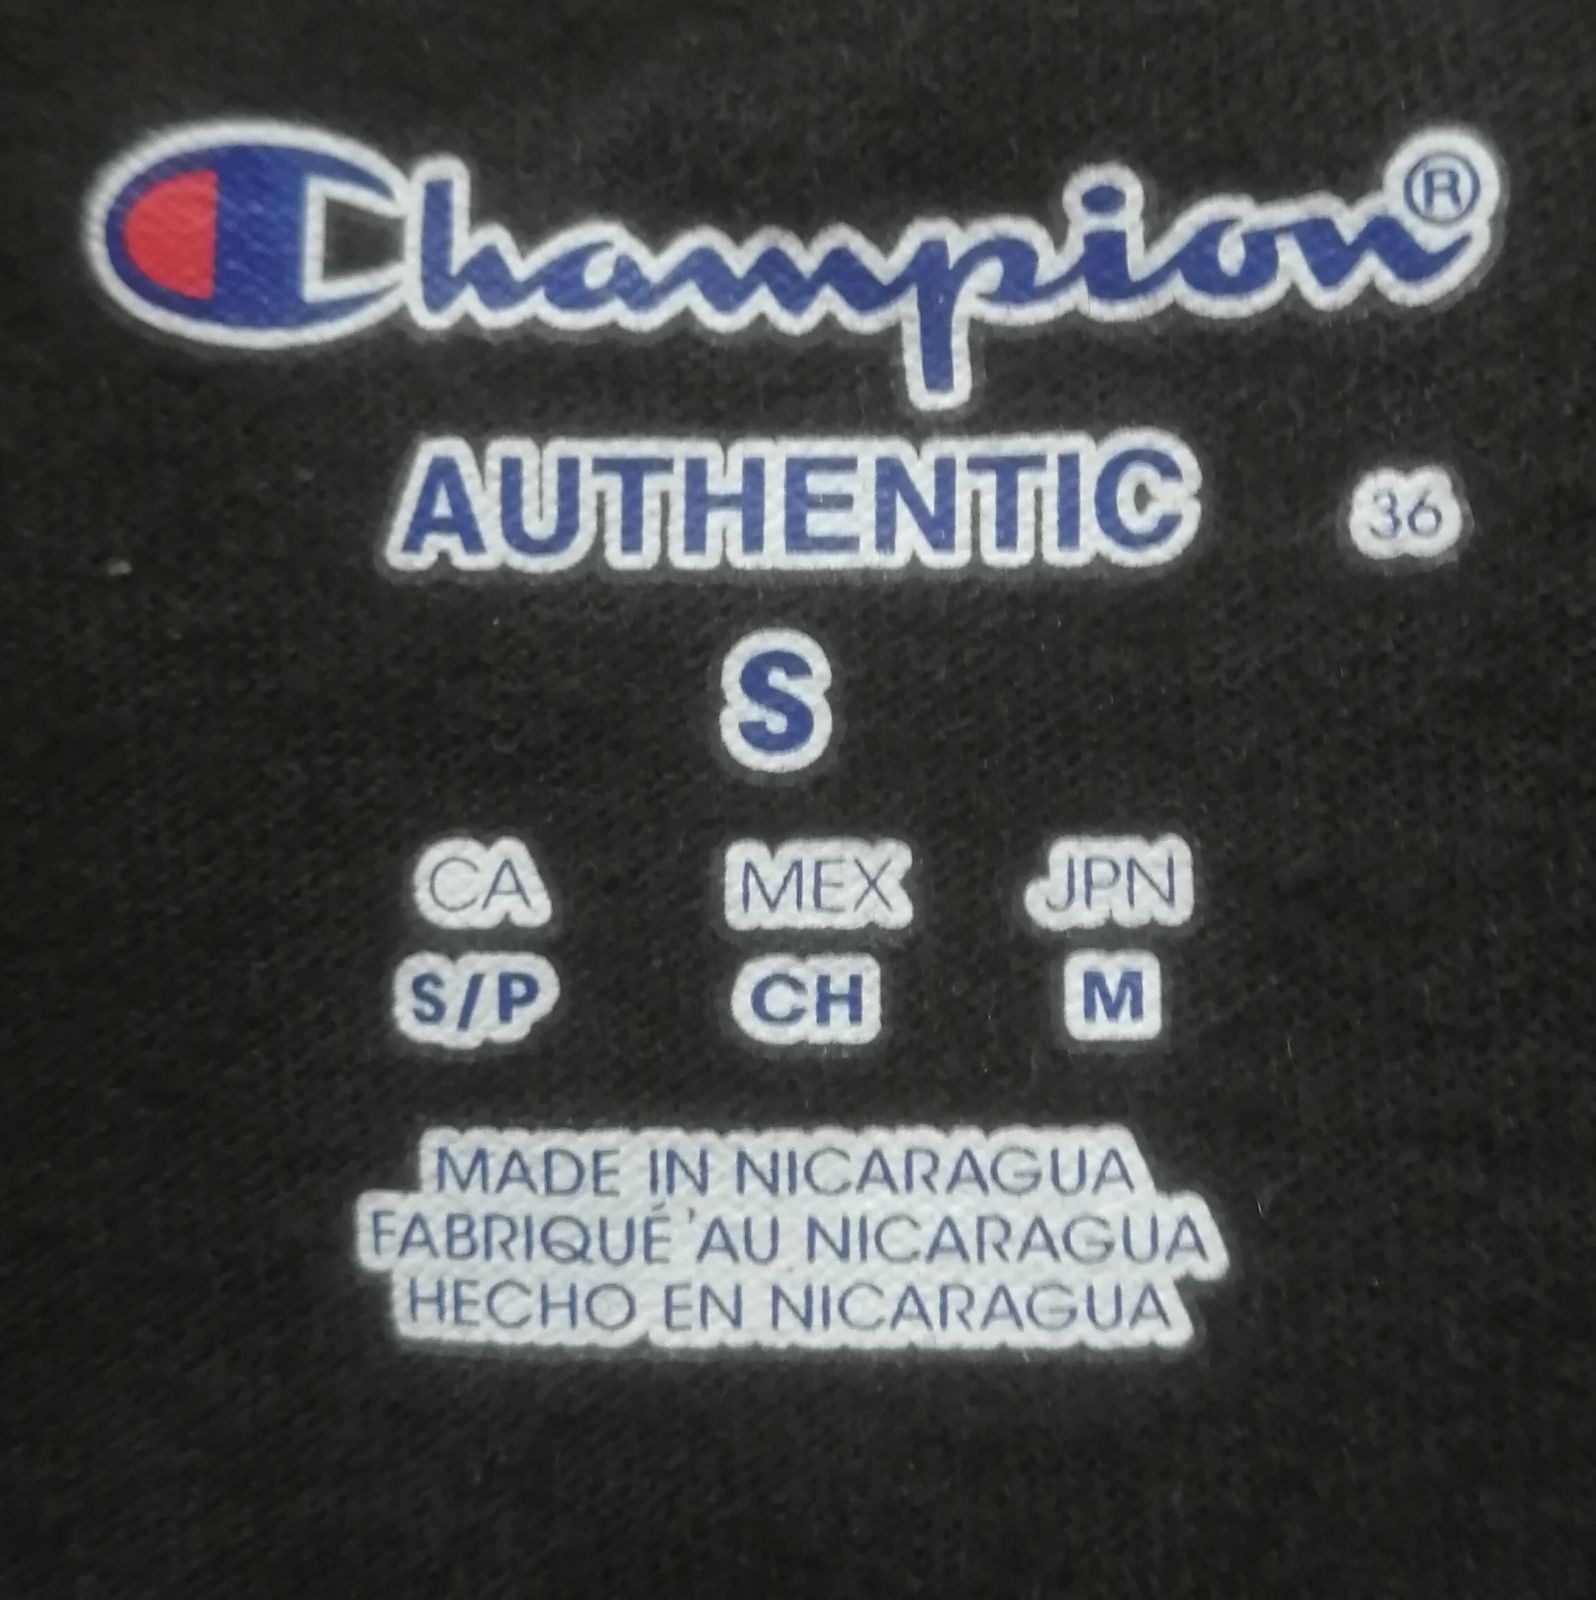 Champion®
AUTHENTIC 36
S
CA MEX JPN
S/P CH M
MADE IN NICARAGUA
FABRIQUÉ AU NICARAGUA
HECHO EN NICARAGUA